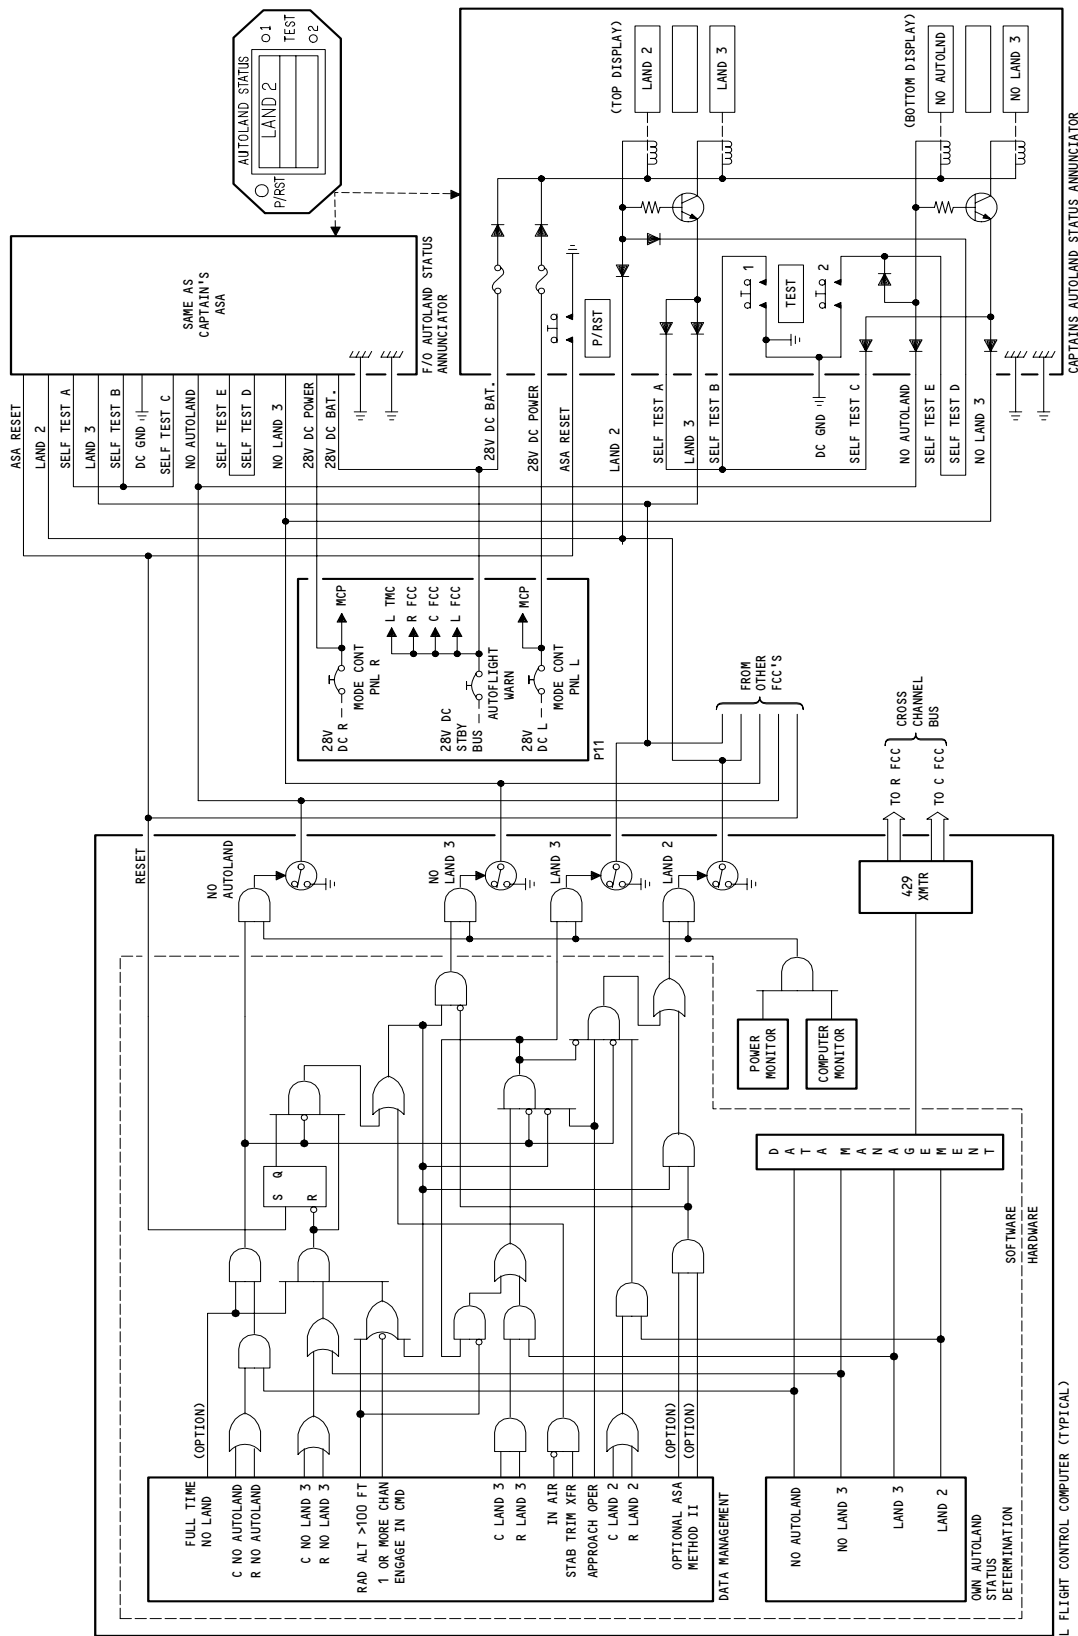 AUTOLAND STATUS
P/RST
LAND 2
1
TEST
2
SAME AS
CAPTAIN'S
ASA
F/O AUTOLAND STATUS
ANNUNCIATOR
ASA RESET
LAND 2
SELF TEST A
LAND 3
SELF TEST B
DC GND
SELF TEST C
NO AUTOLAND
SELF TEST E
SELF TEST D
NO LAND 3
28V DC POWER
28V DC BAT.
28V DC BAT.
28V DC POWER
ASA RESET
LAND 2
SELF TEST A
LAND 3
SELF TEST B
DC GND
SELF TEST C
NO AUTOLAND
SELF TEST E
SELF TEST D
NO LAND 3
P/RST
1
TEST
2
(TOP DISPLAY)
LAND 2
LAND 3
(BOTTOM DISPLAY)
NO AUTOLND
NO LAND 3
CAPTAINS AUTOLAND STATUS ANNUNCIATOR
28V
DC R
MODE CONT
PNL R
MCP
L TMC
R FCC
C FCC
L FCC
28V DC
STBY
BUS
AUTOFLIGHT
WARN
28V
DC L
MODE CONT
PNL L
MCP
P11
FROM
OTHER
FCC'S
CROSS
CHANNEL
BUS
TO R FCC
TO C FCC
RESET
NO
AUTOLAND
NO
LAND 3
LAND 3
LAND 2
429
XMTR
POWER
MONITOR
COMPUTER
MONITOR
S Q
R
DATA MANAGEMENT
SOFTWARE
HARDWARE
FULL TIME
NO LAND
(OPTION)
C NO AUTOLAND
R NO AUTOLAND
C NO LAND 3
R NO LAND 3
RAD ALT >100 FT
1 OR MORE CHAN
ENGAGE IN CMD
C LAND 3
R LAND 3
IN AIR
STAB TRIM XFR
APPROACH OPER
C LAND 2
R LAND 2
OPTIONAL ASA
METHOD II
(OPTION)
(OPTION)
DATA MANAGEMENT
NO AUTOLAND
NO LAND 3
LAND 3
LAND 2
OWN AUTOLAND
STATUS
DETERMINATION
L FLIGHT CONTROL COMPUTER (TYPICAL)